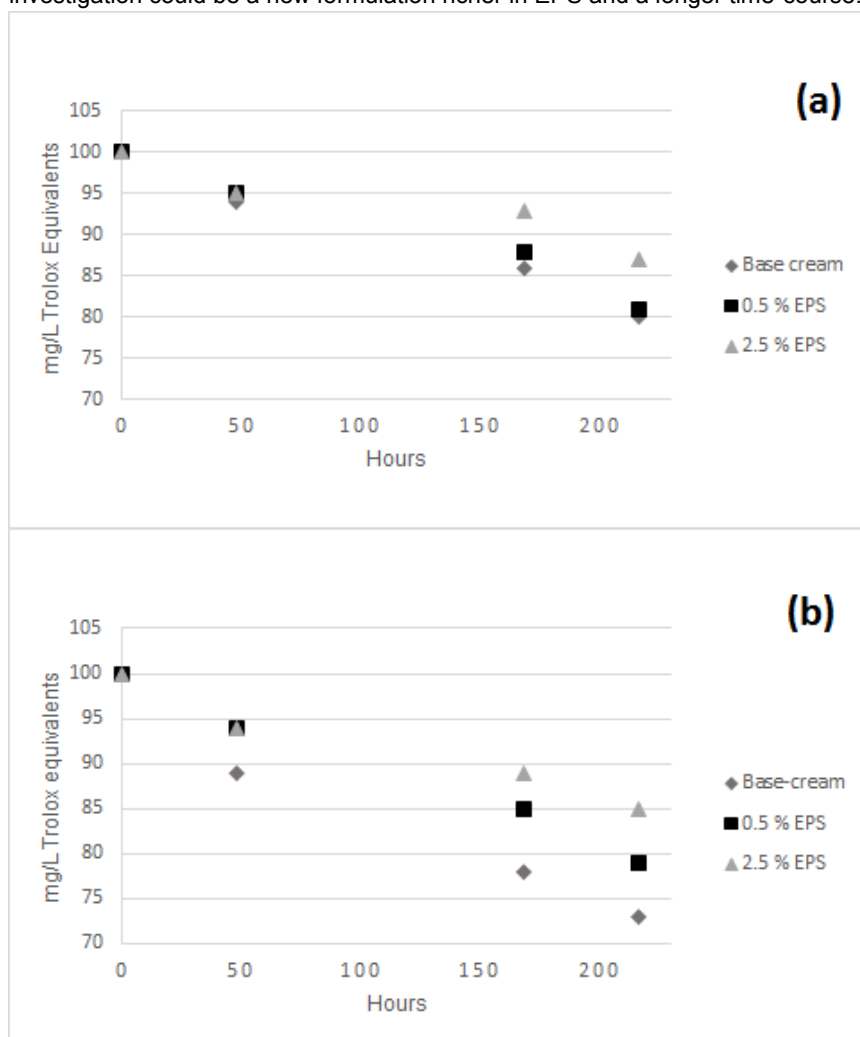 investigation could be a new formulation richer in EPS and a longer time-course.
(a)
105
100
95
90
85
80
75
70
mg/L Trolox Equivalents
0 50 100 150 200
Hours
Base cream
0.5 % EPS
2.5 % EPS
(b)
105
100
95
90
85
80
75
70
mg/L Trolox equivalents
0 50 100 150 200
Hours
Base-cream
0.5 % EPS
2.5 % EPS